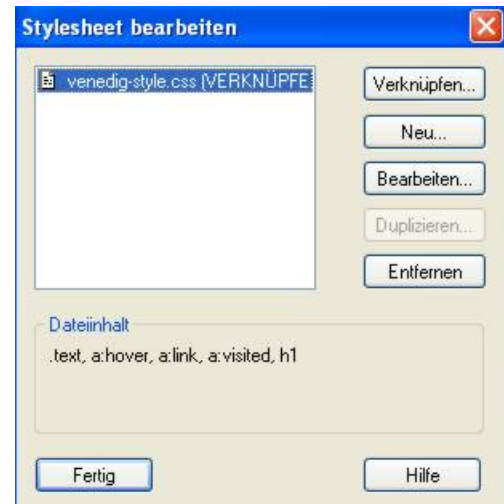 Stylesheet bearbeiten
venedig-style.css (VERKNÜPFE
Verknüpfen...
Neu...
Bearbeiten...
Duplizieren...
Entfernen
Dateiinhalt
.text, a:hover, a:link, a:visited, h1
Fertig
Hilfe